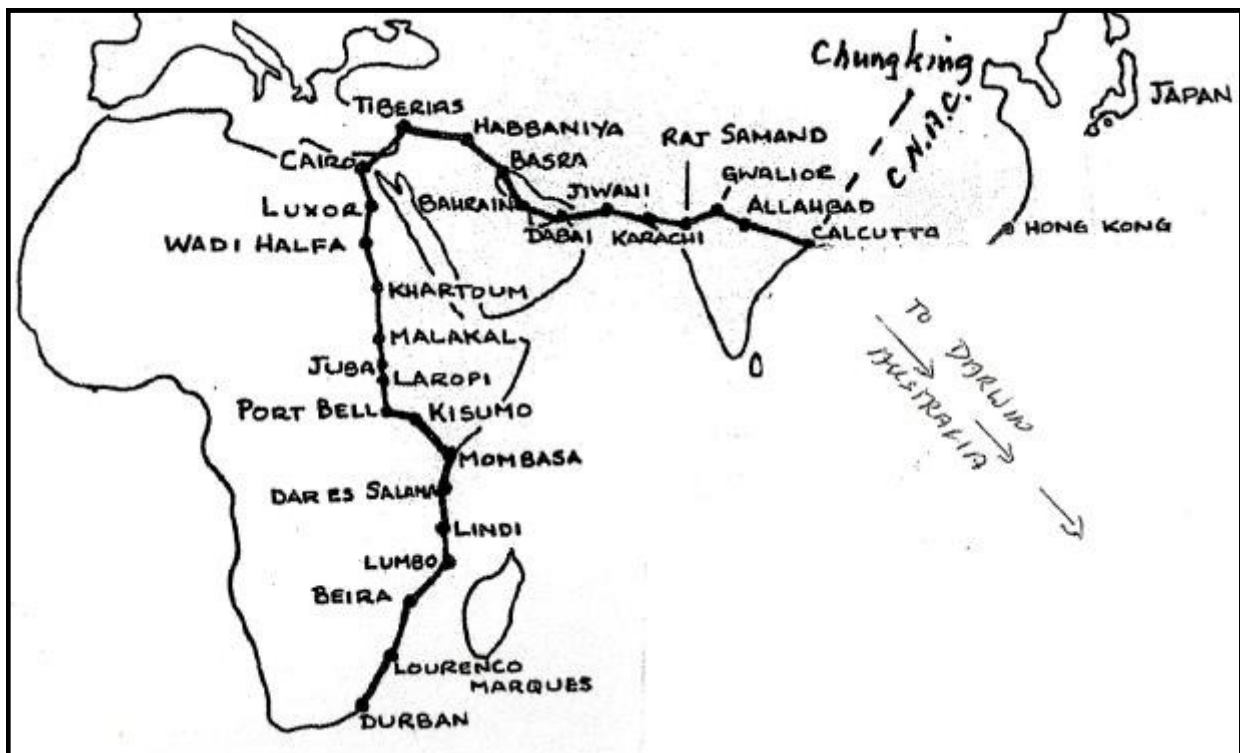 Chungking
C.N.A.C.
JAPAN
TIBERIAS
HABBANIYA
RAJ SAMAND
CAIRO
BASRA
GWALIOR
JIWANI
LUXOR
BAHRAIN
ALLAHBAD
DABAI
KARACHI
CALCUTTA
HONG KONG
WADI HALFA
KHARTOUM
TO DARWIN
AUSTRALIA
MALAKAL
JUBA
LAROPI
PORT BELL
KISUMO
MOMBASA
DAR ES SALAMA
LINDI
LUMBO
BEIRA
LOURENCO
MARQUES
DURBAN